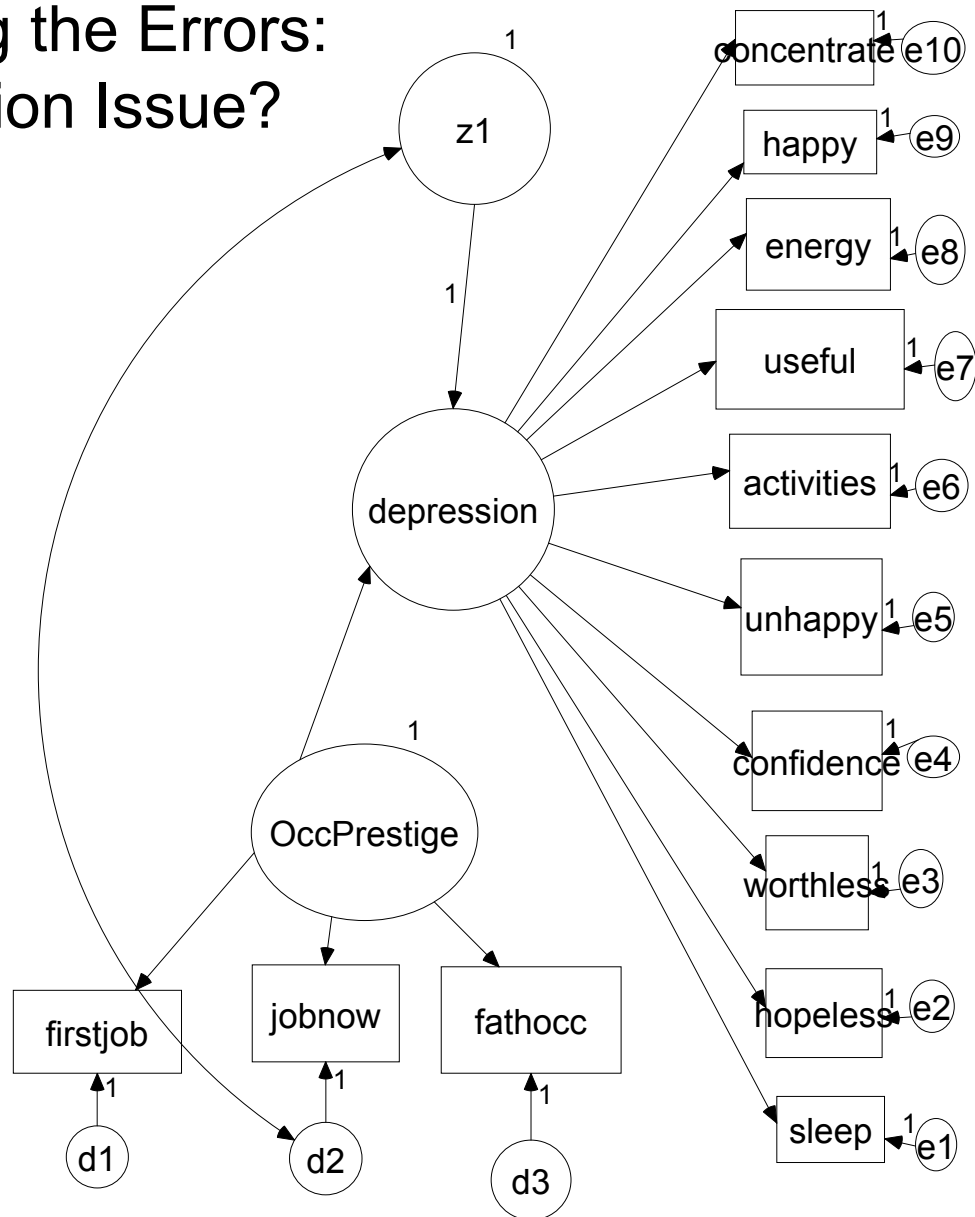 g the Errors:
ion Issue?
1
z1
1
depression
1
OccPrestige
firstjob
jobnow
fathocc
1
1
1
d1
d2
d3
concentrate
1
e10
happy
1
e9
energy
1
e8
useful
1
e7
activities
1
e6
unhappy
1
e5
confidence
1
e4
worthless
1
e3
hopeless
1
e2
sleep
1
e1